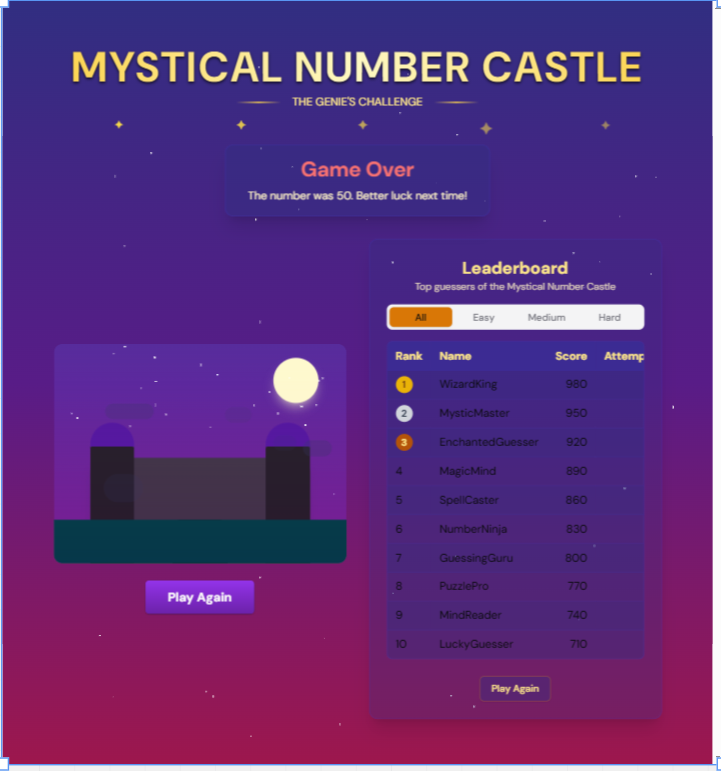 MYSTICAL NUMBER CASTLE
THE GENIE'S CHALLENGE
Game Over
The number was 50. Better luck next time!
Leaderboard
Top guessers of the Mystical Number Castle
All Easy Medium Hard
Rank Name Score Attemp
1 WizardKing 980
2 MysticMaster 950
3 EnchantedGuesser 920
4 MagicMind 890
5 SpellCaster 860
6 NumberNinja 830
7 GuessingGuru 800
8 PuzzlePro 770
9 MindReader 740
10 LuckyGuesser 710
Play Again
Play Again